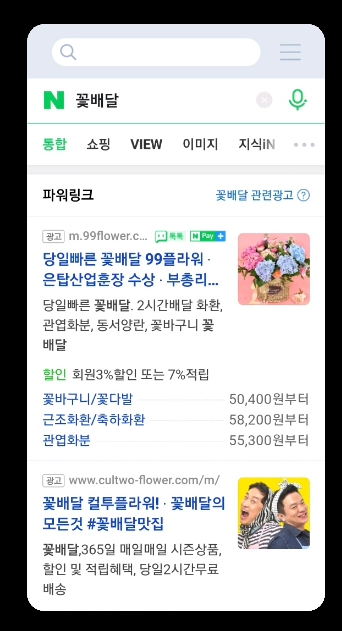 N 꽃배달
통합 쇼핑 VIEW 이미지 지식iN
파워링크 꽃배달 관련광고 ?
광고 m.99flower.c... 톡톡 N Pay +
당일빠른 꽃배달 99플라워 ·
은탑산업훈장 수상 · 부총리...
당일빠른 꽃배달. 2시간배달 화환,
관엽화분, 동서양란, 꽃바구니 꽃
배달
할인 회원3%할인 또는 7%적립
꽃바구니/꽃다발 50,400원부터
근조화환/축하화환 58,200원부터
관엽화분 55,300원부터
광고 www.cultwo-flower.com/m/
꽃배달 컬투플라워! · 꽃배달의
모든것 #꽃배달맛집
꽃배달,365일 매일매일 시즌상품,
할인 및 적립혜택, 당일2시간무료
배송